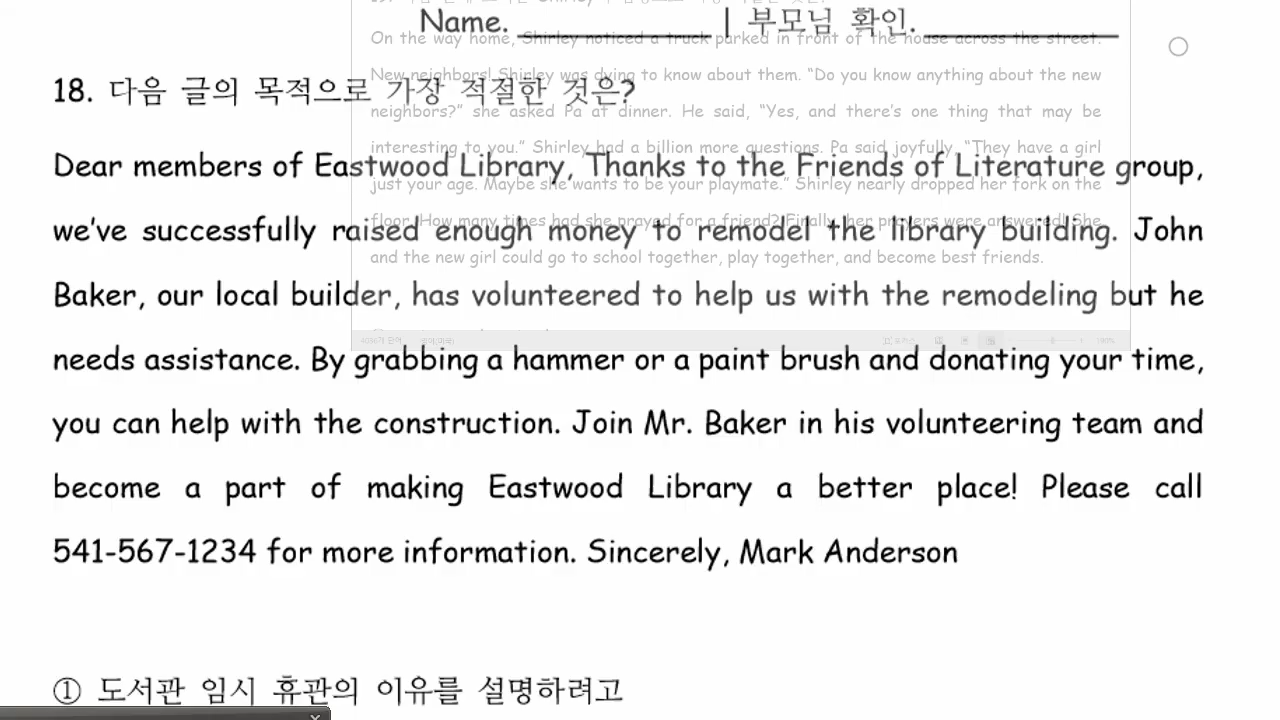 Name. | 부모님 확인.
On the way home, Shirley noticed a truck parked in front of the house across the street.
New neighbors! Shirley was dying to know about them. “Do you know anything about the new
neighbors?” she asked Pa at dinner. He said, “Yes, and there’s one thing that may be
interesting to you.” Shirley had a billion more questions. Pa said joyfully, “They have a girl
just your age. Maybe she wants to be your playmate.” Shirley nearly dropped her fork on the
floor. How many times had she prayed for a friend? Finally, her prayers were answered! She
and the new girl could go to school together, play together, and become best friends.
18. 다음 글의 목적으로 가장 적절한 것은?
Dear members of Eastwood Library, Thanks to the Friends of Literature group,
we’ve successfully raised enough money to remodel the library building. John
Baker, our local builder, has volunteered to help us with the remodeling but he
needs assistance. By grabbing a hammer or a paint brush and donating your time,
you can help with the construction. Join Mr. Baker in his volunteering team and
become a part of making Eastwood Library a better place! Please call
541-567-1234 for more information. Sincerely, Mark Anderson
① 도서관 임시 휴관의 이유를 설명하려고